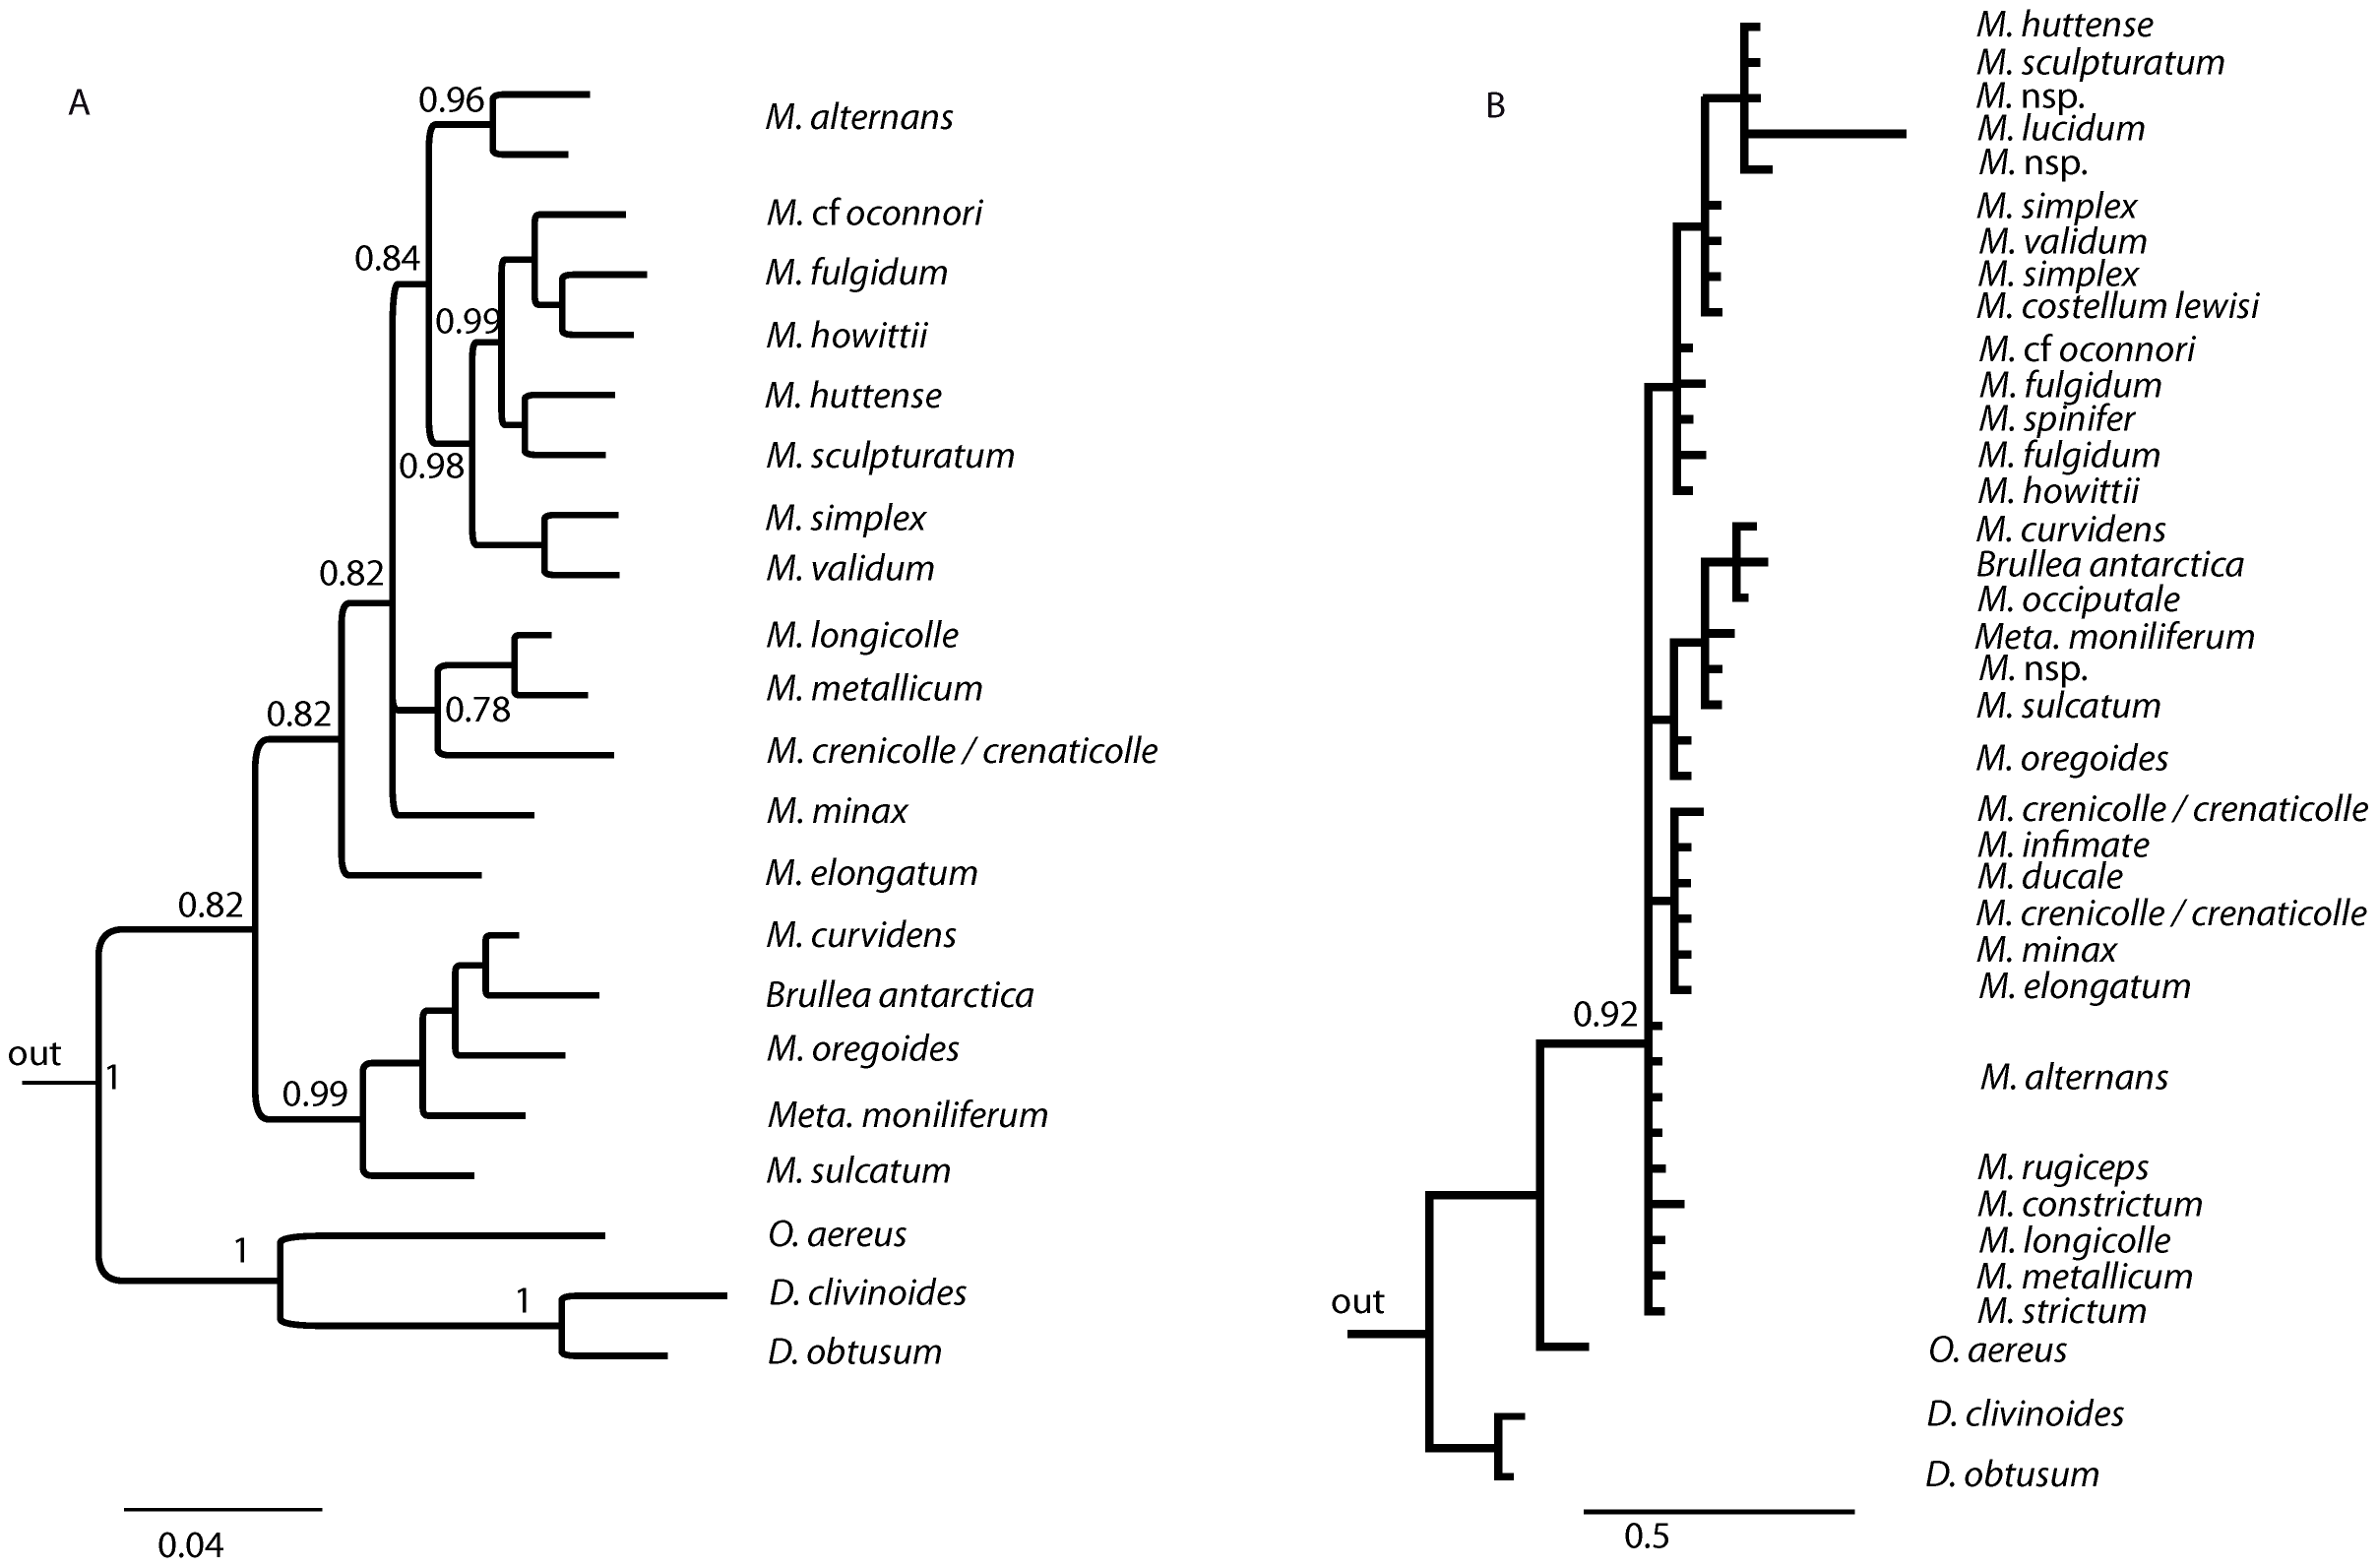 A
0.96
M. alternans
M. cf oconnori
0.84
M. fulgidum
0.99
M. howittii
M. huttense
0.98
M. sculpturatum
M. simplex
0.82
M. validum
M. longicolle
M. metallicum
0.82
0.78
M. crenicolle / crenaticolle
M. minax
M. elongatum
0.82
M. curvidens
Brullea antarctica
M. oregoides
out
1
0.99
Meta. moniliferum
M. sulcatum
O. aereus
1
D. clivinoides
1
D. obtusum
0.04
B
M. huttense
M. sculpturatum
M. nsp.
M. lucidum
M. nsp.
M. simplex
M. validum
M. simplex
M. costellum lewisi
M. cf oconnori
M. fulgidum
M. spinifer
M. fulgidum
M. howittii
M. curvidens
Brullea antarctica
M. occiputale
Meta. moniliferum
M. nsp.
M. sulcatum
M. oregoides
M. crenicolle / crenaticolle
M. infimate
M. ducale
M. crenicolle / crenaticolle
M. minax
M. elongatum
0.92
M. alternans
M. rugiceps
M. constrictum
M. longicolle
M. metallicum
out
M. strictum
O. aereus
D. clivinoides
D. obtusum
0.5